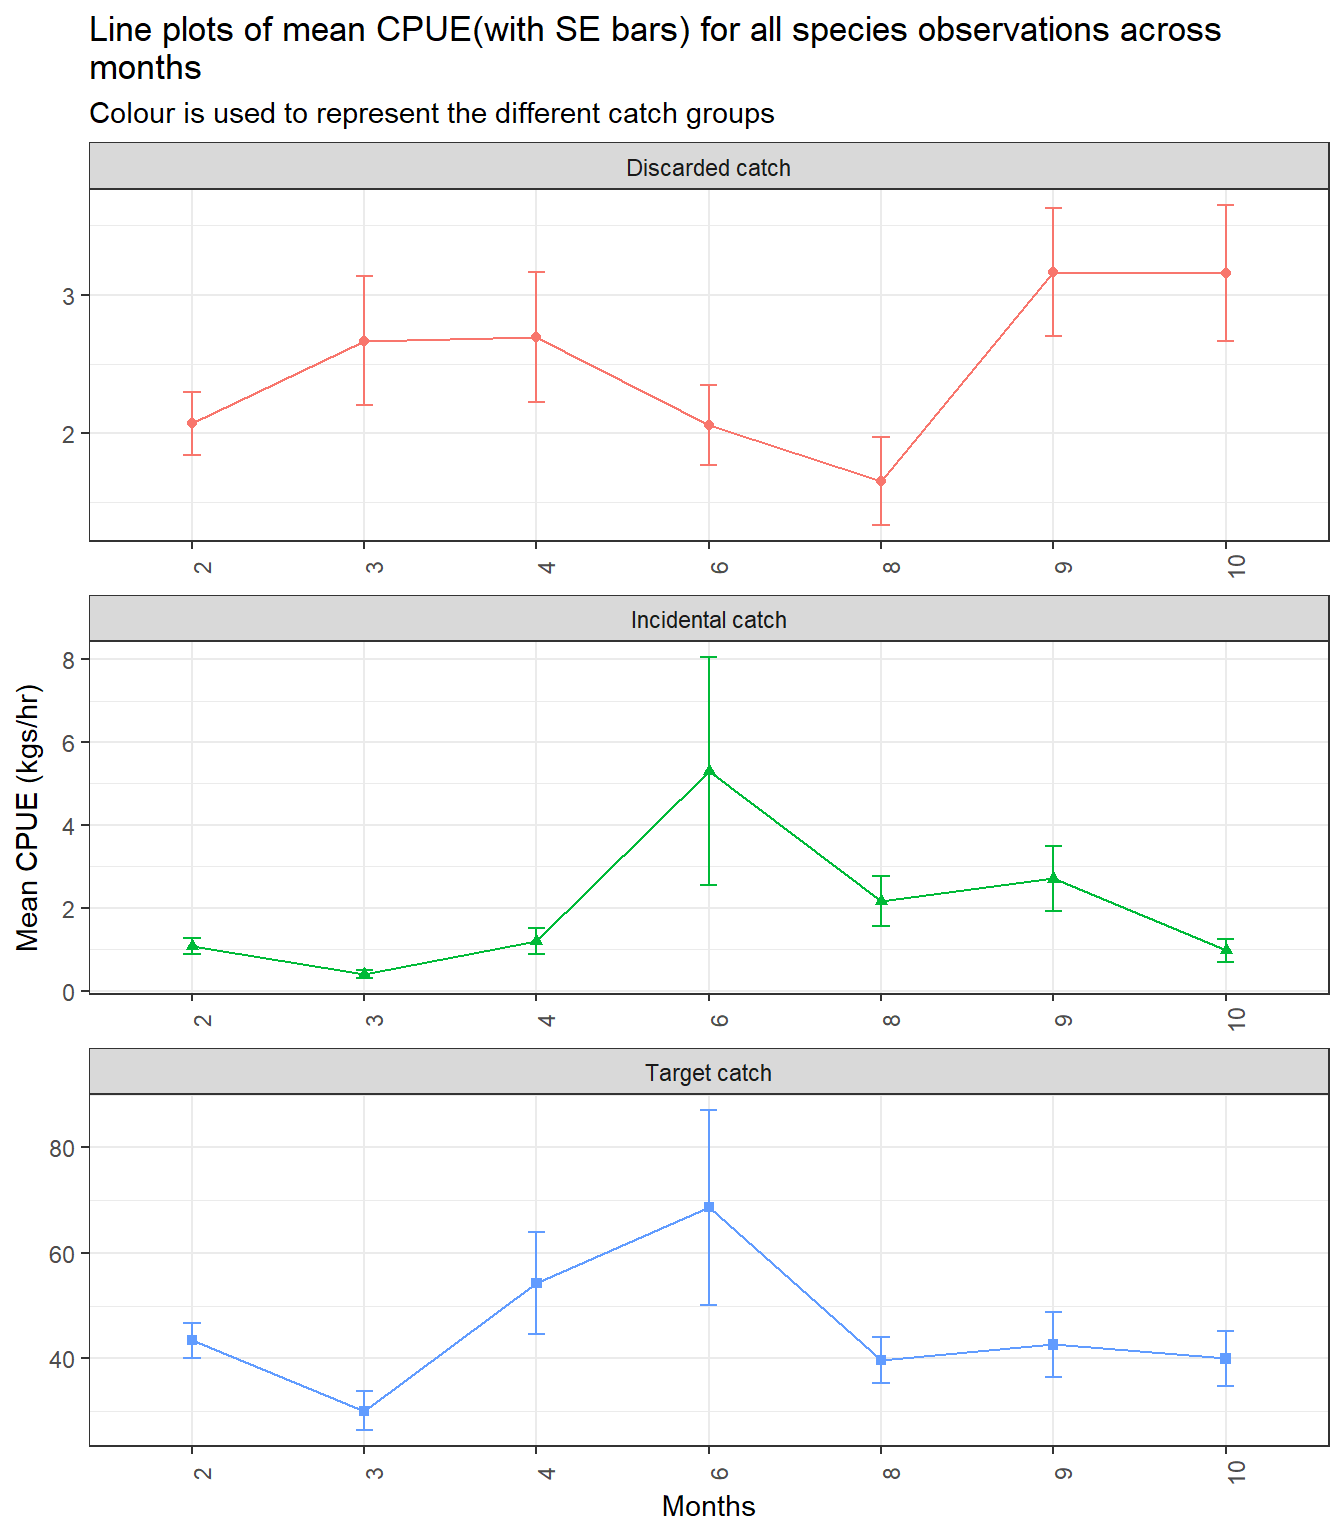 Line plots of mean CPUE(with SE bars) for all species observations across
months
Colour is used to represent the different catch groups
Discarded catch
3
2
2 3 4 6 8 9 10
Incidental catch
8
6
4
2
0
2 3 4 6 8 9 10
Mean CPUE (kgs/hr)
Target catch
80
60
40
2 3 4 6 8 9 10
Months